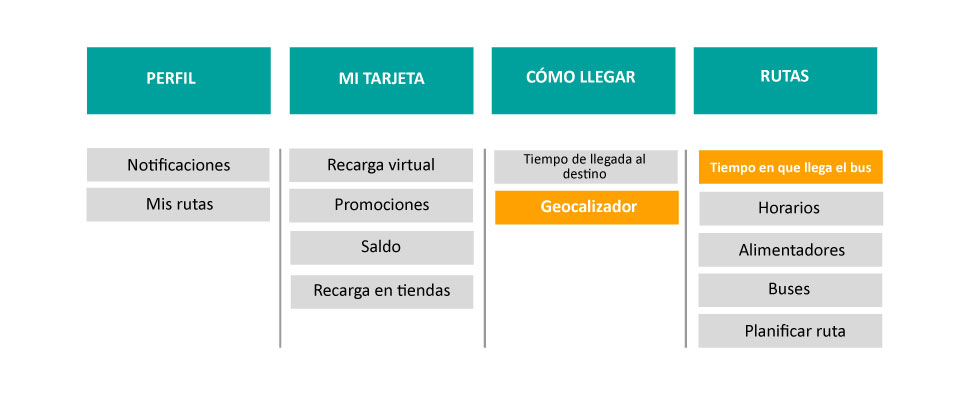 PERFIL
MI TARJETA
CÓMO LLEGAR
RUTAS
Notificaciones
Mis rutas
Recarga virtual
Promociones
Saldo
Recarga en tiendas
Tiempo de llegada al
destino
Geocalizador
Tiempo en que llega el bus
Horarios
Alimentadores
Buses
Planificar ruta